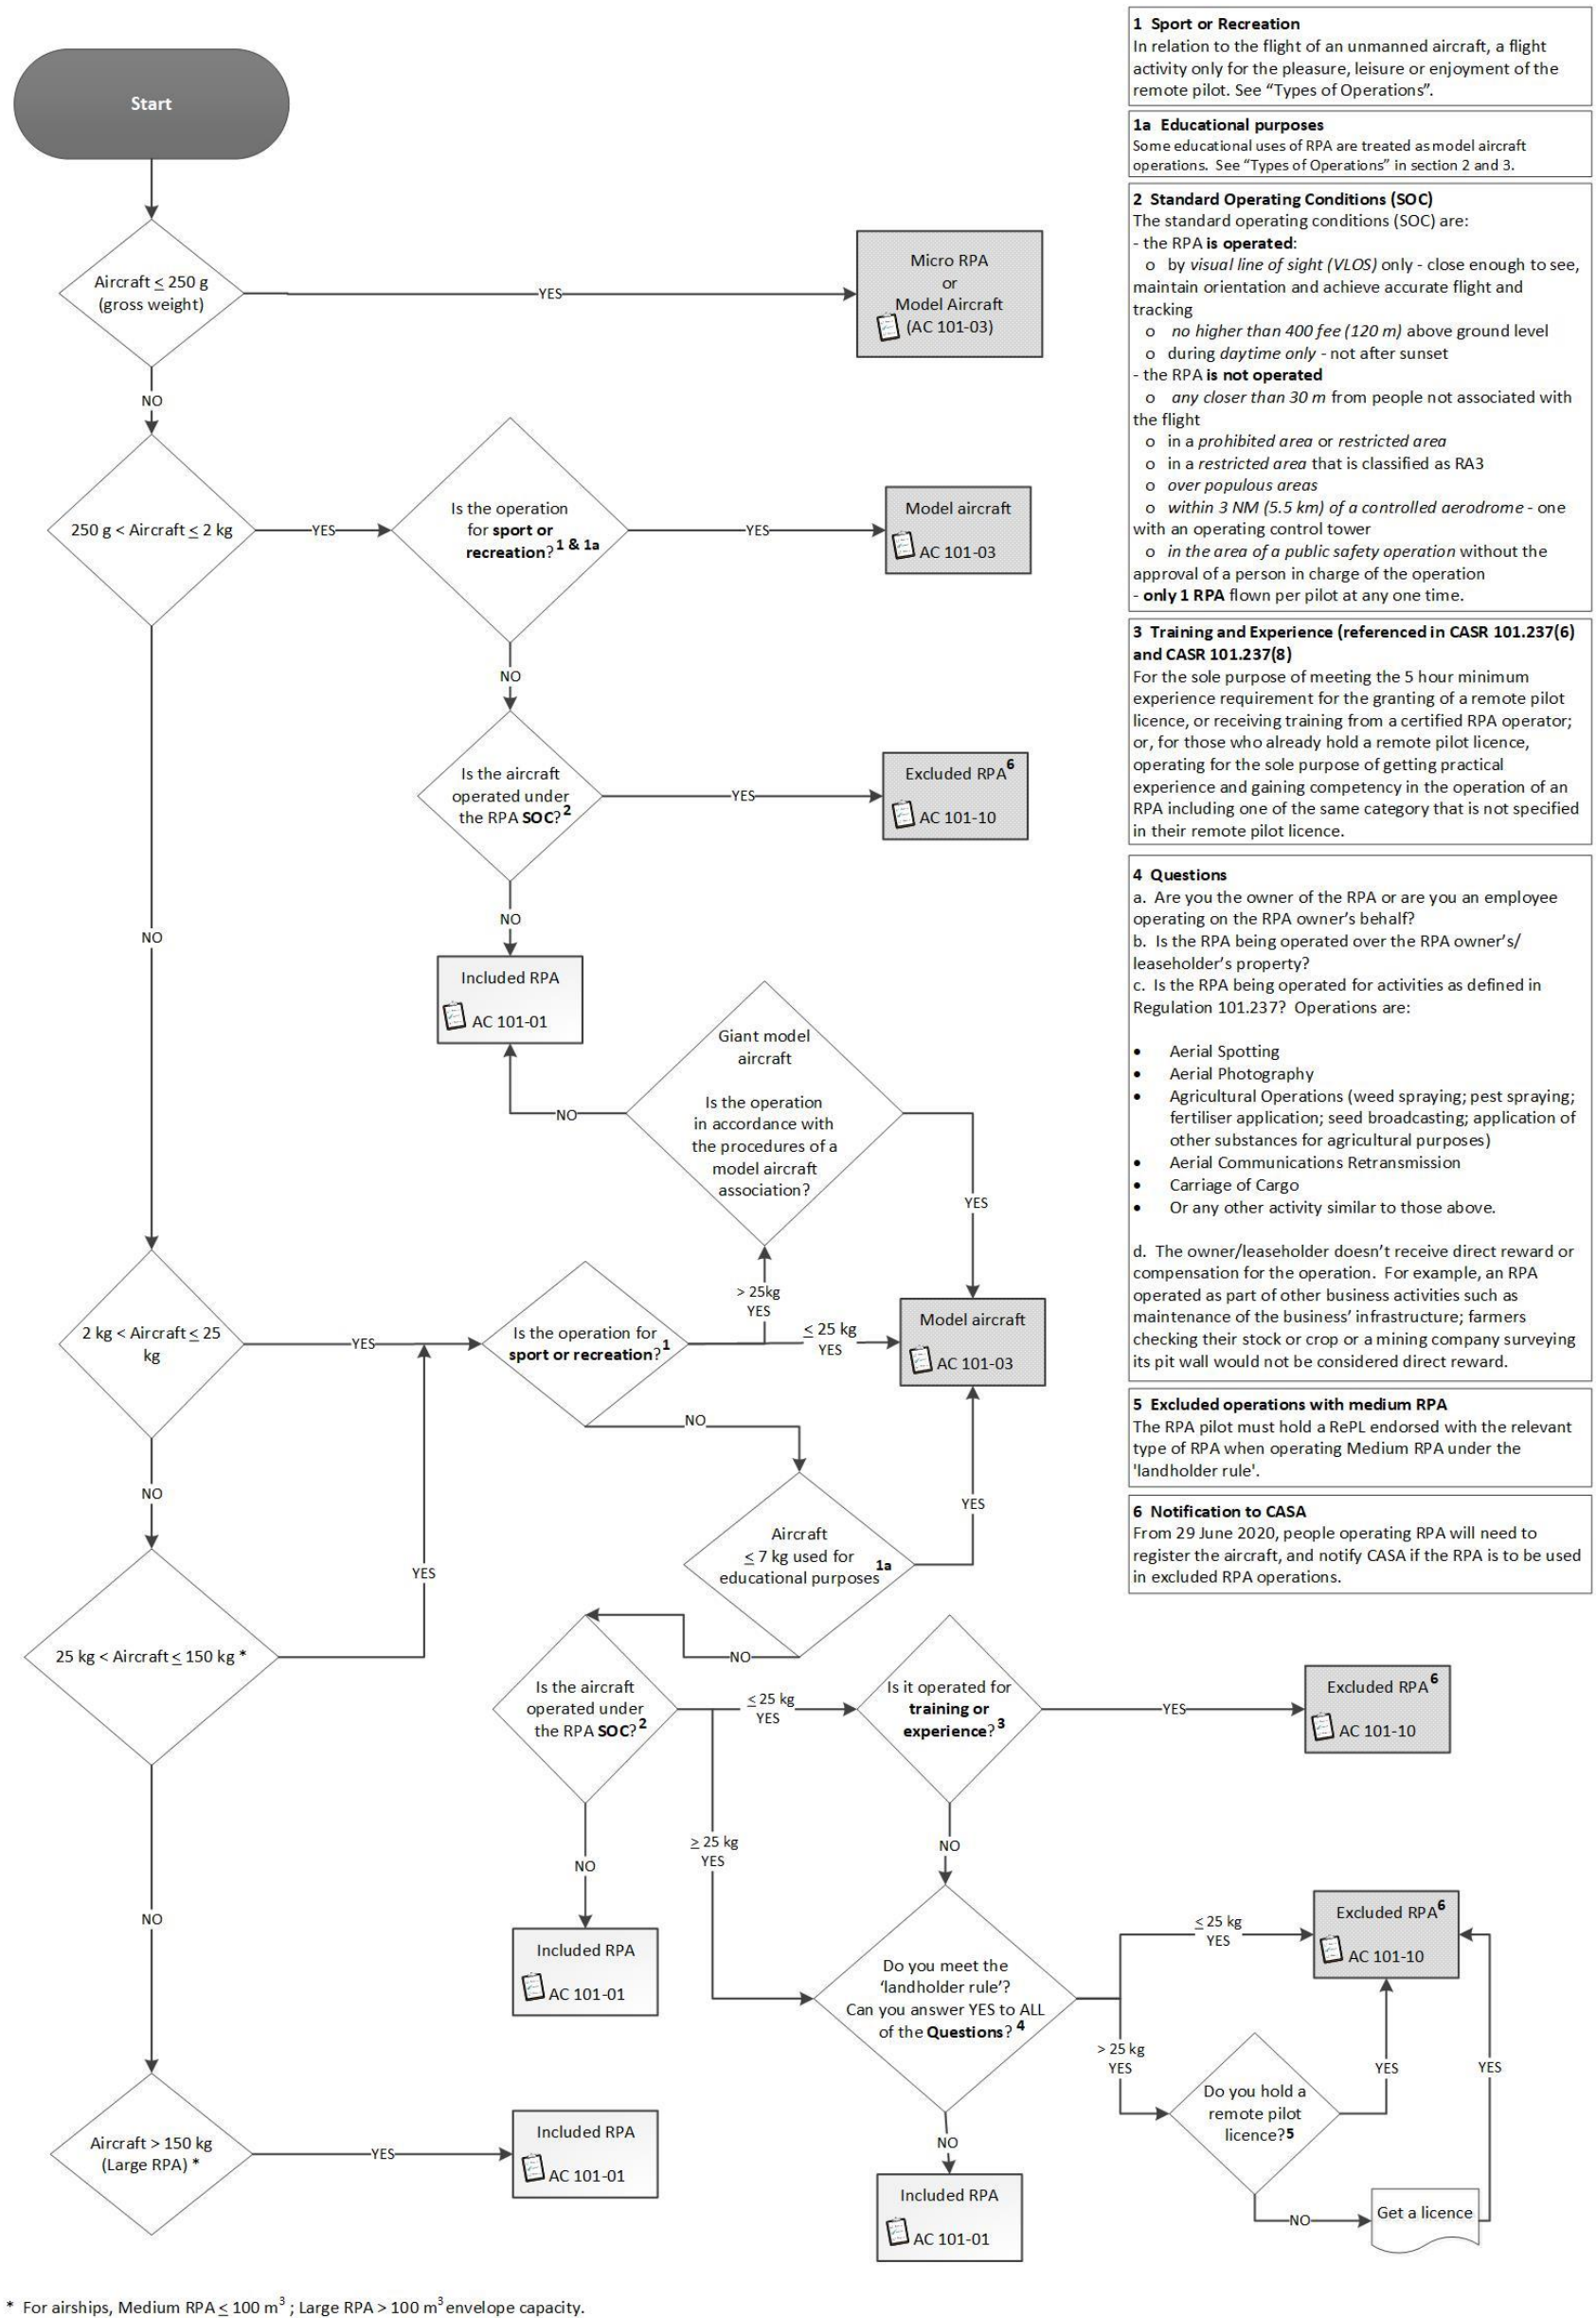 Start
Aircraft ≤ 250 g
(gross weight)
YES
Micro RPA
or
Model Aircraft
(AC 101-03)
NO
250 g < Aircraft ≤ 2 kg
YES
Is the operation
for sport or
recreation? 1 & 1a
YES
Model aircraft
AC 101-03
NO
Is the aircraft
operated under
the RPA SOC? 2
YES
Excluded RPA 6
AC 101-10
NO
Included RPA
AC 101-01
NO
Giant model
aircraft
Is the operation
in accordance with
the procedures of a
model aircraft
association?
NO
YES
2 kg < Aircraft ≤ 25
kg
YES
Is the operation for
sport or recreation? 1
> 25kg
YES
≤ 25 kg
YES
Model aircraft
AC 101-03
NO
Aircraft
≤ 7 kg used for
educational purposes 1a
YES
NO
NO
25 kg < Aircraft ≤ 150 kg *
YES
Is the aircraft
operated under
the RPA SOC? 2
≤ 25 kg
YES
Is it operated for
training or
experience? 3
YES
Excluded RPA 6
AC 101-10
≥ 25 kg
YES
NO
Included RPA
AC 101-01
NO
Do you meet the
‘landholder rule’?
Can you answer YES to ALL
of the Questions? 4
≤ 25 kg
YES
Excluded RPA 6
AC 101-10
> 25 kg
YES
Do you hold a
remote pilot
licence? 5
YES
YES
NO
Get a licence
NO
Included RPA
AC 101-01
NO
Aircraft > 150 kg
(Large RPA) *
YES
Included RPA
AC 101-01
1 Sport or Recreation
In relation to the flight of an unmanned aircraft, a flight
activity only for the pleasure, leisure or enjoyment of the
remote pilot. See “Types of Operations”.
1a Educational purposes
Some educational uses of RPA are treated as model aircraft
operations. See “Types of Operations” in section 2 and 3.
2 Standard Operating Conditions (SOC)
The standard operating conditions (SOC) are:
- the RPA is operated:
o by visual line of sight (VLOS) only - close enough to see,
maintain orientation and achieve accurate flight and
tracking
o no higher than 400 fee (120 m) above ground level
o during daytime only - not after sunset
- the RPA is not operated
o any closer than 30 m from people not associated with
the flight
o in a prohibited area or restricted area
o in a restricted area that is classified as RA3
o over populous areas
o within 3 NM (5.5 km) of a controlled aerodrome - one
with an operating control tower
o in the area of a public safety operation without the
approval of a person in charge of the operation
- only 1 RPA flown per pilot at any one time.
3 Training and Experience (referenced in CASR 101.237(6)
and CASR 101.237(8)
For the sole purpose of meeting the 5 hour minimum
experience requirement for the granting of a remote pilot
licence, or receiving training from a certified RPA operator;
or, for those who already hold a remote pilot licence,
operating for the sole purpose of getting practical
experience and gaining competency in the operation of an
RPA including one of the same category that is not specified
in their remote pilot licence.
4 Questions
a. Are you the owner of the RPA or are you an employee
operating on the RPA owner’s behalf?
b. Is the RPA being operated over the RPA owner’s/
leaseholder’s property?
c. Is the RPA being operated for activities as defined in
Regulation 101.237? Operations are:
• Aerial Spotting
• Aerial Photography
• Agricultural Operations (weed spraying; pest spraying;
fertiliser application; seed broadcasting; application of
other substances for agricultural purposes)
• Aerial Communications Retransmission
• Carriage of Cargo
• Or any other activity similar to those above.
d. The owner/leaseholder doesn’t receive direct reward or
compensation for the operation. For example, an RPA
operated as part of other business activities such as
maintenance of the business’ infrastructure; farmers
checking their stock or crop or a mining company surveying
its pit wall would not be considered direct reward.
5 Excluded operations with medium RPA
The RPA pilot must hold a RePL endorsed with the relevant
type of RPA when operating Medium RPA under the
'landholder rule'.
6 Notification to CASA
From 29 June 2020, people operating RPA will need to
register the aircraft, and notify CASA if the RPA is to be used
in excluded RPA operations.
* For airships, Medium RPA ≤ 100 m³ ; Large RPA > 100 m³ envelope capacity.